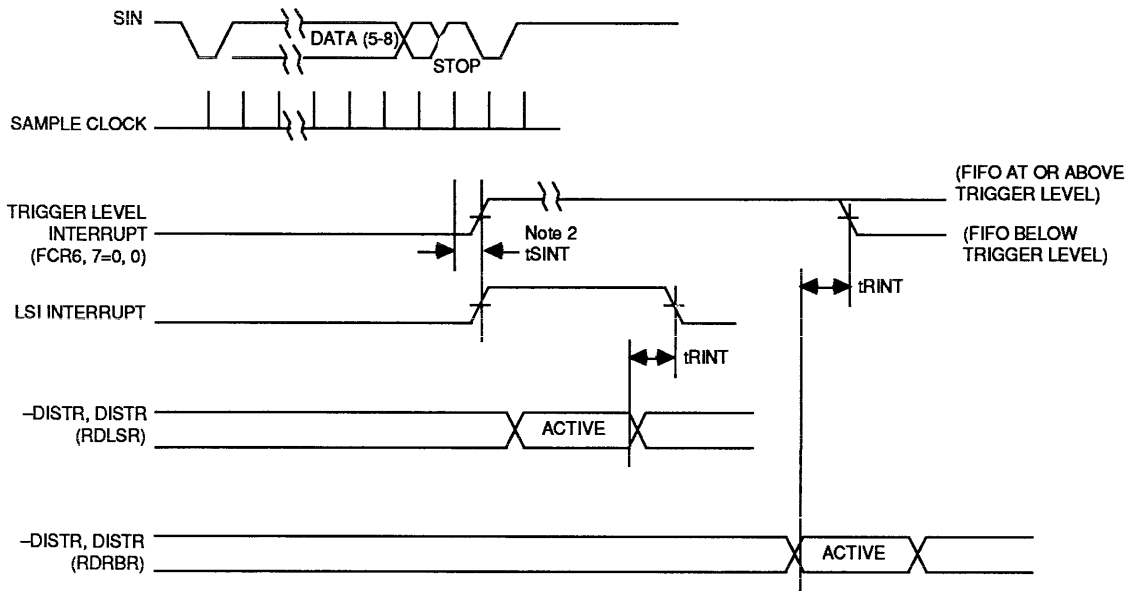 SIN
DATA (5-8)
STOP
SAMPLE CLOCK
(FIFO AT OR ABOVE
TRIGGER LEVEL)
TRIGGER LEVEL
INTERRUPT
(FCR6, 7=0, 0)
Note 2
tSINT
(FIFO BELOW
TRIGGER LEVEL)
tRINT
LSI INTERRUPT
tRINT
–DISTR, DISTR
(RDLSR)
ACTIVE
–DISTR, DISTR
(RDRBR)
ACTIVE